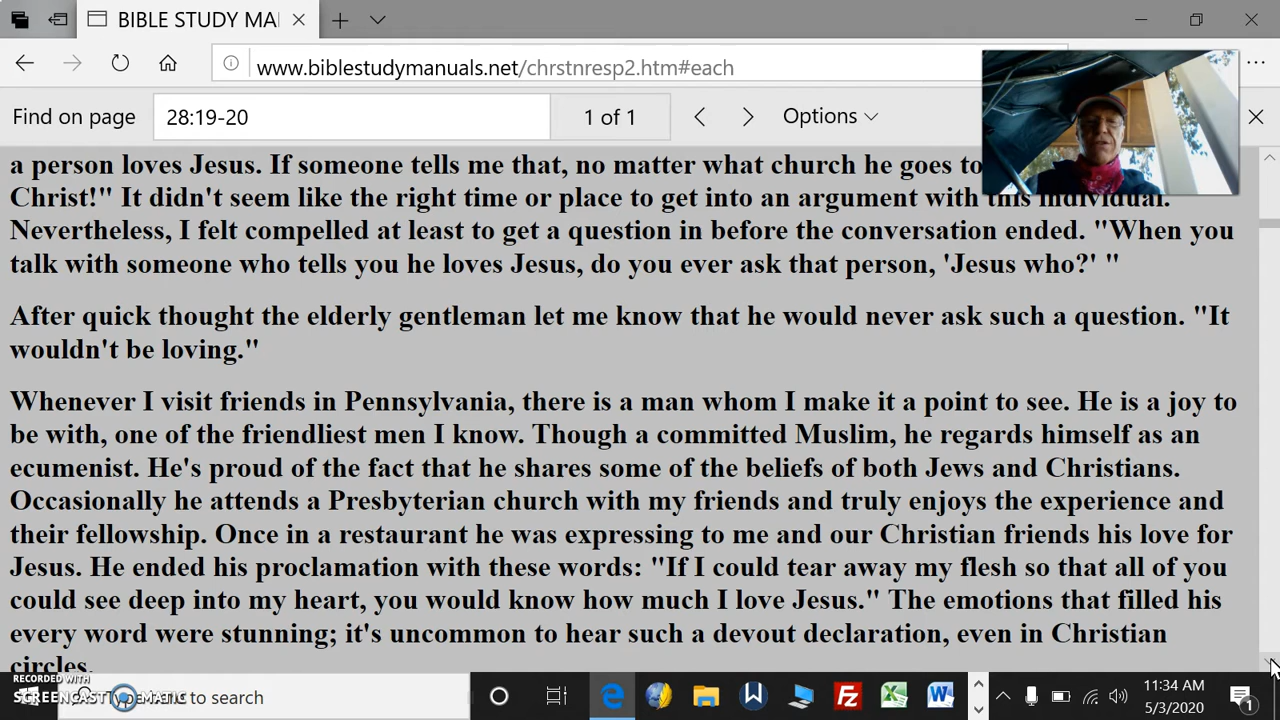 BIBLE STUDY MA
www.biblestudymanuals.net/chrstnresp2.htm#each
Find on page
28:19-20
1 of 1
Options
a person loves Jesus. If someone tells me that, no matter what church he goes to
Christ!" It didn't seem like the right time or place to get into an argument with this individual.
Nevertheless, I felt compelled at least to get a question in before the conversation ended. "When you
talk with someone who tells you he loves Jesus, do you ever ask that person, 'Jesus who?' "
After quick thought the elderly gentleman let me know that he would never ask such a question. "It
wouldn't be loving."
Whenever I visit friends in Pennsylvania, there is a man whom I make it a point to see. He is a joy to
be with, one of the friendliest men I know. Though a committed Muslim, he regards himself as an
ecumenist. He's proud of the fact that he shares some of the beliefs of both Jews and Christians.
Occasionally he attends a Presbyterian church with my friends and truly enjoys the experience and
their fellowship. Once in a restaurant he was expressing to me and our Christian friends his love for
Jesus. He ended his proclamation with these words: "If I could tear away my flesh so that all of you
could see deep into my heart, you would know how much I love Jesus." The emotions that filled his
every word were stunning; it's uncommon to hear such a devout declaration, even in Christian
circles.
RECORDED WITH
SCREENCAST MATIC
Type to search
11:34 AM
5/3/2020
1